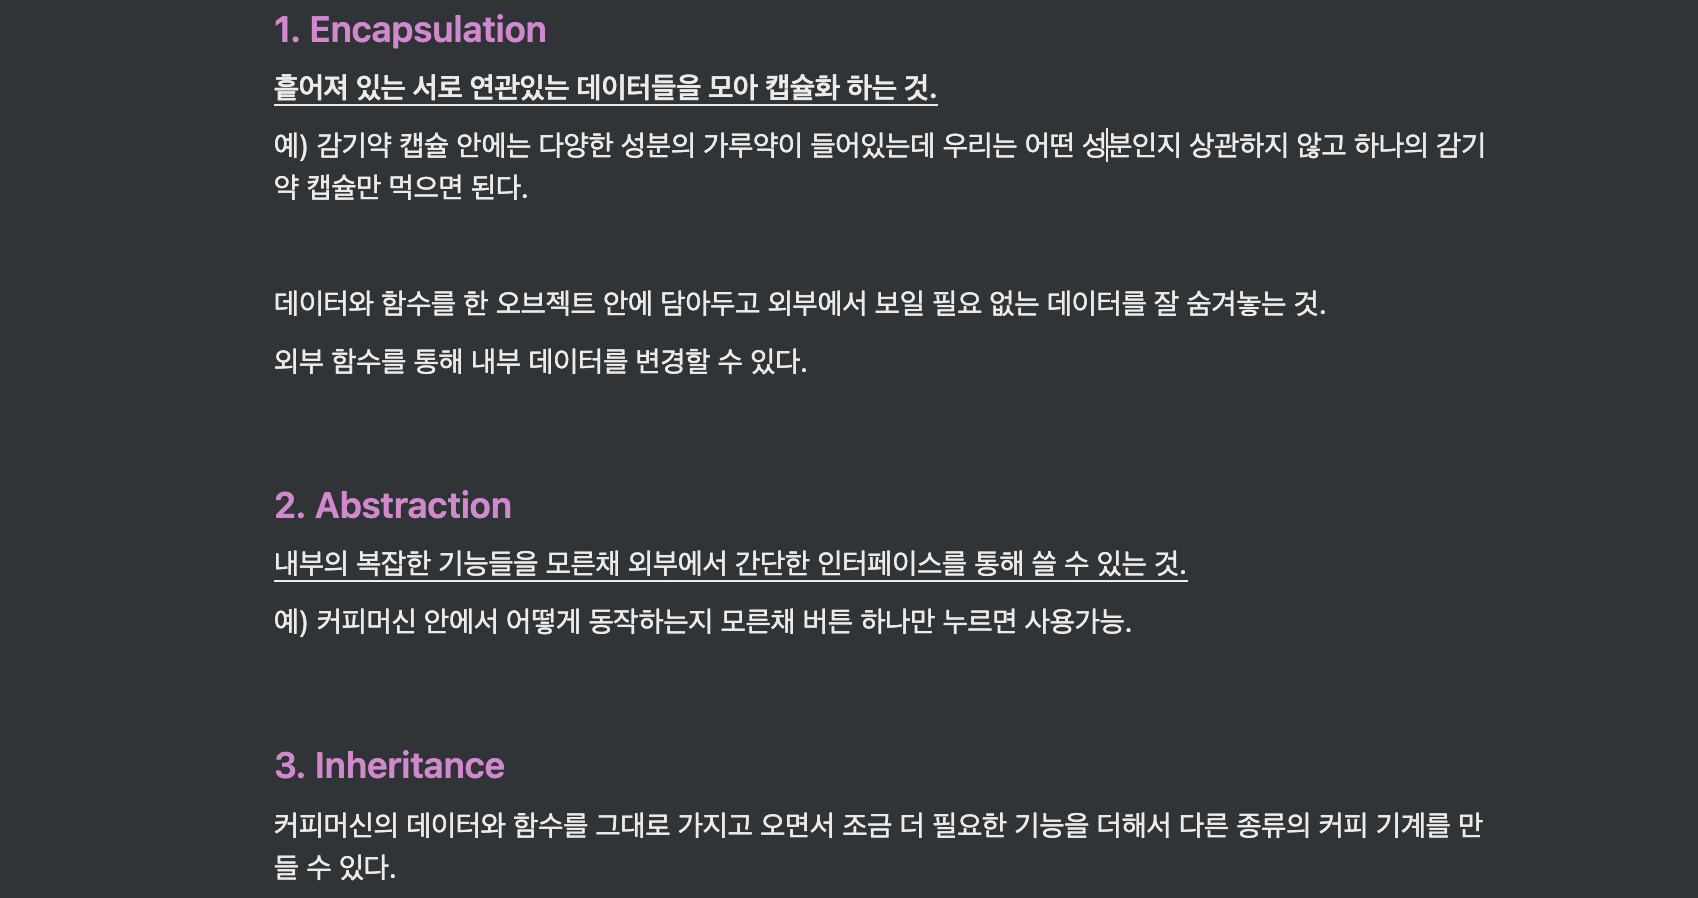 1. Encapsulation
흩어져 있는 서로 연관있는 데이터들을 모아 캡슐화 하는 것.
예) 감기약 캡슐 안에는 다양한 성분의 가루약이 들어있는데 우리는 어떤 성분인지 상관하지 않고 하나의 감기
약 캡슐만 먹으면 된다.
데이터와 함수를 한 오브젝트 안에 담아두고 외부에서 보일 필요 없는 데이터를 잘 숨겨놓는 것.
외부 함수를 통해 내부 데이터를 변경할 수 있다.
2. Abstraction
내부의 복잡한 기능들을 모른채 외부에서 간단한 인터페이스를 통해 쓸 수 있는 것.
예) 커피머신 안에서 어떻게 동작하는지 모른채 버튼 하나만 누르면 사용가능.
3. Inheritance
커피머신의 데이터와 함수를 그대로 가지고 오면서 조금 더 필요한 기능을 더해서 다른 종류의 커피 기계를 만
들 수 있다.